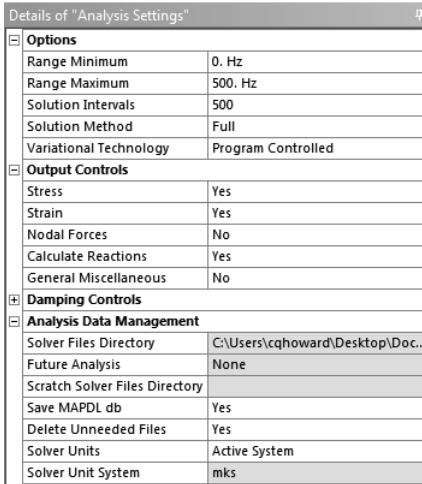 Details of "Analysis Settings"
Options
Range Minimum 0. Hz
Range Maximum 500. Hz
Solution Intervals 500
Solution Method Full
Variational Technology Program Controlled
Output Controls
Stress Yes
Strain Yes
Nodal Forces No
Calculate Reactions Yes
General Miscellaneous No
Damping Controls
Analysis Data Management
Solver Files Directory C:\Users\cqhoward\Desktop\Doc...
Future Analysis None
Scratch Solver Files Directory
Save MAPDL db Yes
Delete Unneeded Files Yes
Solver Units Active System
Solver Unit System mks